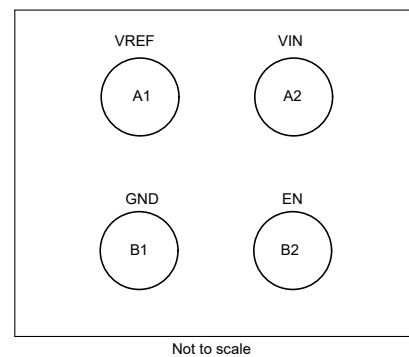 VREF VIN
A1 A2
GND EN
B1 B2
Not to scale